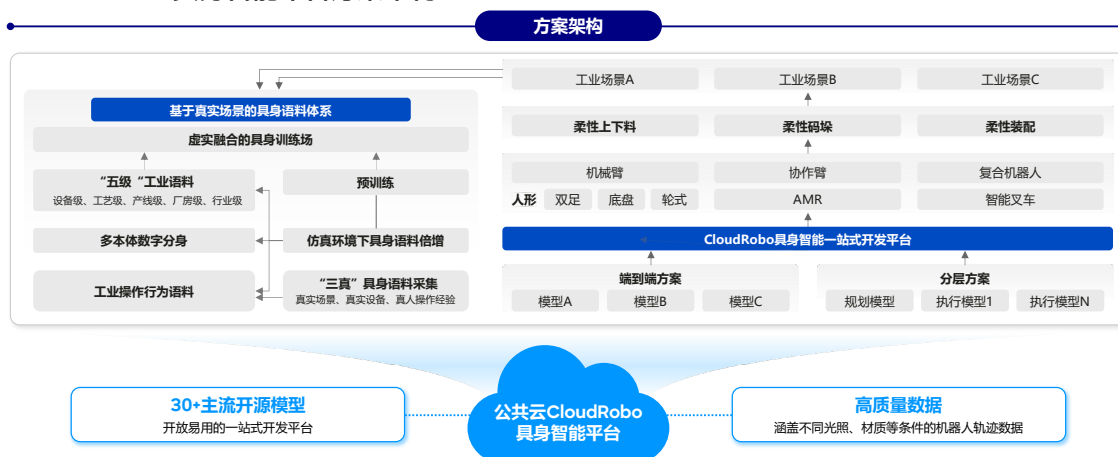 方案架构
基于真实场景的具身语料体系
虚实融合的具身训练场
“五级“工业语料
设备级、工艺级、产线级、厂房级、行业级
预训练
多本体数字分身
仿真环境下具身语料倍增
工业操作行为语料
“三真”具身语料采集
真实场景、真实设备、真人操作经验
工业场景A
工业场景B
工业场景C
柔性上下料
柔性码垛
柔性装配
机械臂
协作臂
复合机器人
人形
双足
底盘
轮式
AMR
智能叉车
CloudRobo具身智能一站式开发平台
端到端方案
模型A
模型B
模型C
分层方案
规划模型
执行模型1
执行模型N
30+主流开源模型
开放易用的一站式开发平台
公共云CloudRobo
具身智能平台
高质量数据
涵盖不同光照、材质等条件的机器人轨迹数据